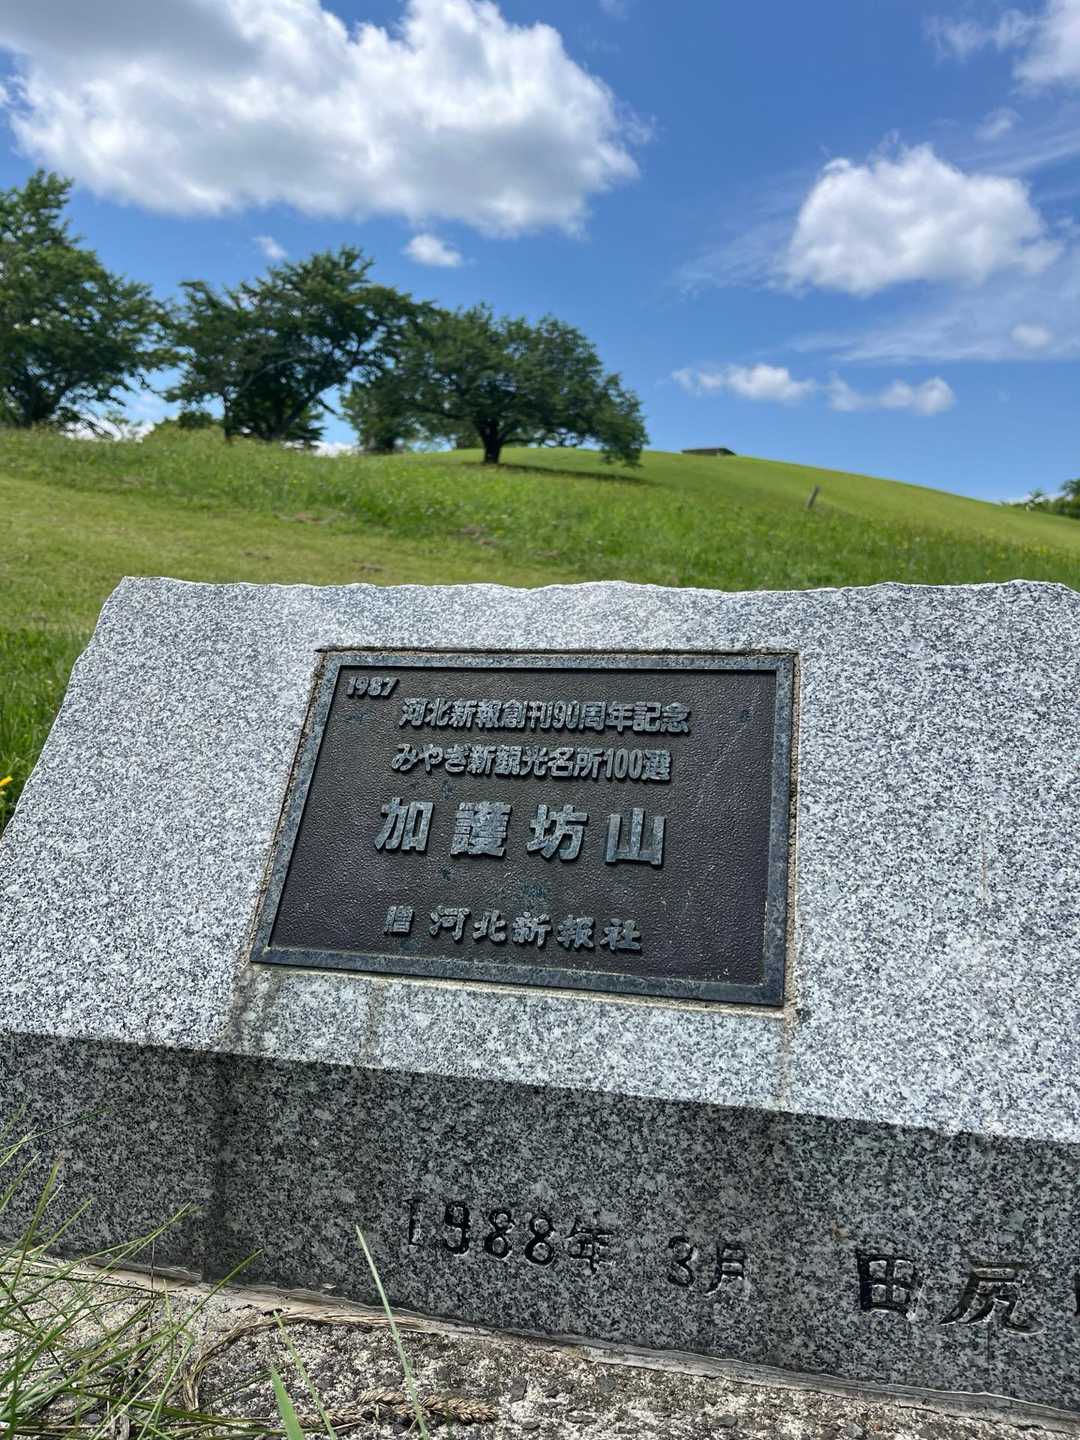 1987
河北新報創刊90周年記念
みやぎ新観光名所100選
加護坊山
贈 河北新報社
1988年 3月 田尻